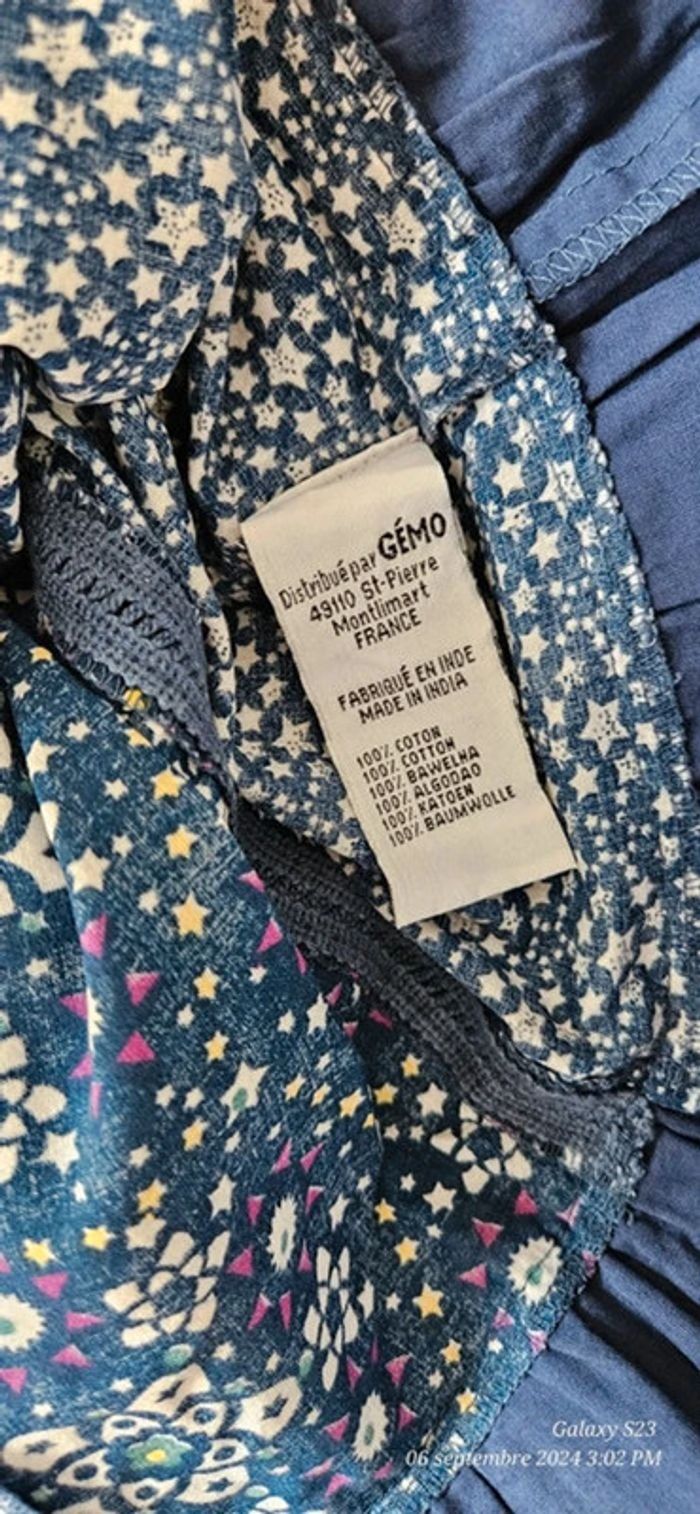 Distribué par GÉMO
49110 St-Pierre
Montlimart
FRANCE
FABRIQUÉ EN INDE
MADE IN INDIA
100% COTON
100% COTTON
100% BAWELNA
100% ALGODAO
100% KATOEN
100% BAUMWOLLE
Galaxy S23
06 septembre 2024 3:02 PM